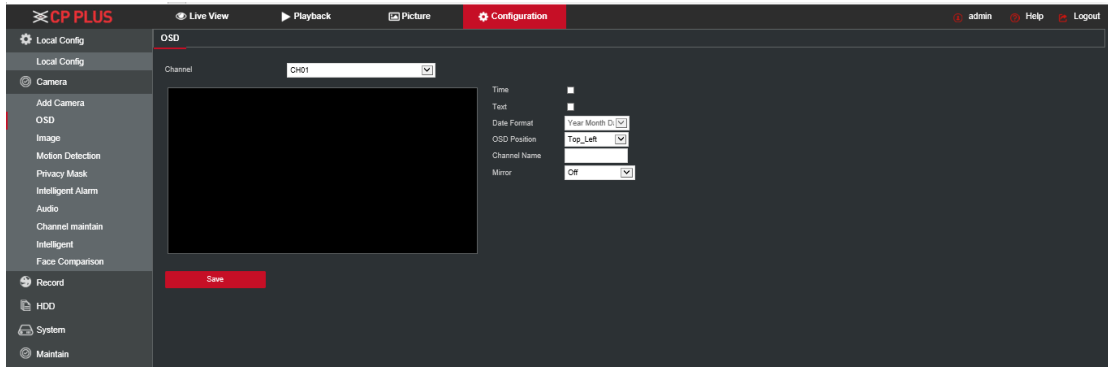 CP PLUS
Live View
Playback
Picture
Configuration
admin
Help
Logout
Local Config
Local Config
Camera
Add Camera
OSD
Image
Motion Detection
Privacy Mask
Intelligent Alarm
Audio
Channel maintain
Intelligent
Face Comparison
Record
HDD
System
Maintain
OSD
Channel CH01
Time
Text
Date Format Year Month D
OSD Position Top_Left
Channel Name
Mirror Off
Save